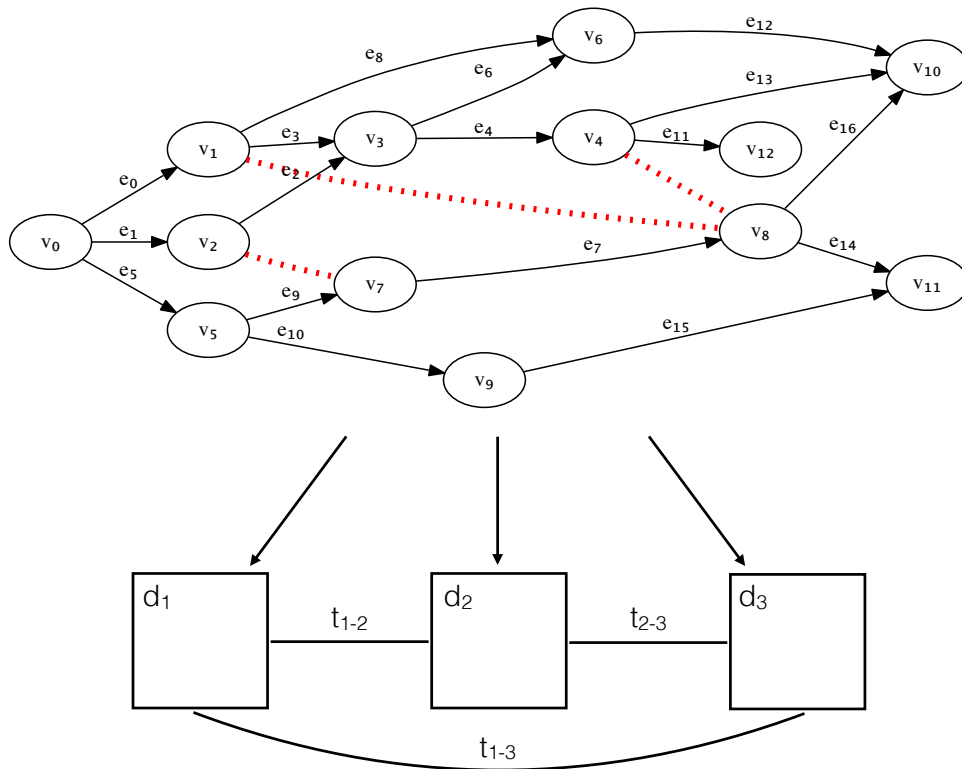 e₁₂
v₆
e₈
v₁₀
e₆
e₁₃
e₁₆
e₃
v₃
e₄
v₄
e₁₁
v₁
v₁₂
e₀
e₂
v₀
e₁
v₂
v₈
e₇
e₁₄
e₅
v₇
e₉
v₁₁
v₅
e₁₀
e₁₅
v₉
d₁
d₂
d₃
t₁₋₂
t₂₋₃
t₁₋₃